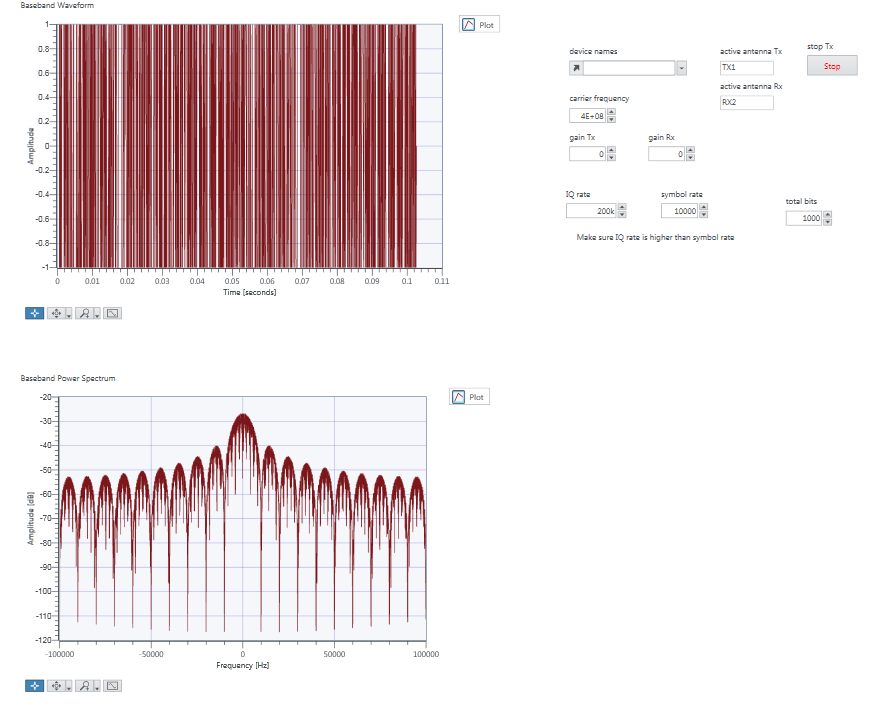 Baseband Waveform
Plot
1
0.8
0.6
0.4
0.2
0
-0.2
-0.4
-0.6
-0.8
-1
Amplitude
0 0.01 0.02 0.03 0.04 0.05 0.06 0.07 0.08 0.09 0.1 0.11
Time [seconds]
device names
active antenna Tx
TX1
stop Tx
Stop
active antenna Rx
RX2
carrier frequency
4E+08
gain Tx
0
gain Rx
0
IQ rate
200k
symbol rate
10000
total bits
1000
Make sure IQ rate is higher than symbol rate
Baseband Power Spectrum
Plot
-20
-30
-40
-50
-60
-70
-80
-90
-100
-110
-120
Amplitude [dB]
-100000 -50000 0 50000 100000
Frequency [Hz]